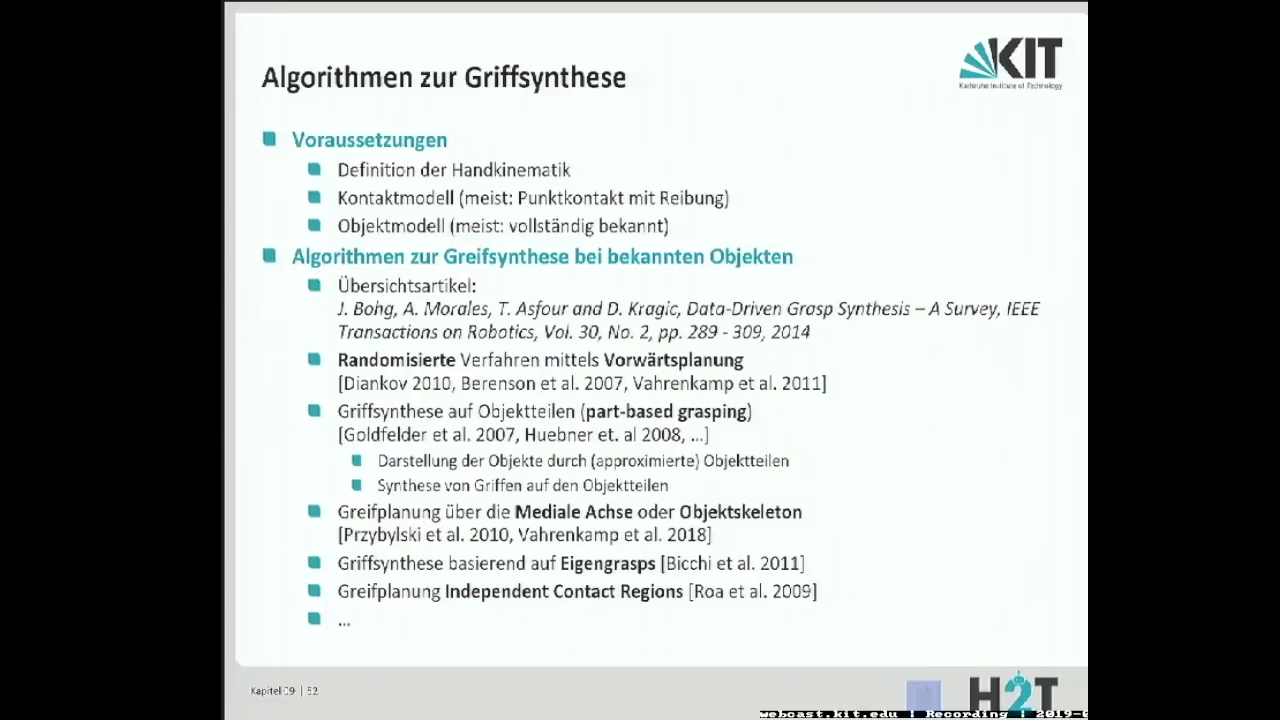 Algorithmen zur Griffsynthese
KIT
Karlsruhe Institute of Technology
Voraussetzungen
Definition der Handkinematik
Kontaktmodell (meist: Punktkontakt mit Reibung)
Objektmodell (meist: vollständig bekannt)
Algorithmen zur Greifsynthese bei bekannten Objekten
Übersichtsartikel:
J. Bohg, A. Morales, T. Asfour and D. Kragic, Data-Driven Grasp Synthesis – A Survey, IEEE
Transactions on Robotics, Vol. 30, No. 2, pp. 289 - 309, 2014
Randomisierte Verfahren mittels Vorwärtsplanung
[Diankov 2010, Berenson et al. 2007, Vahrenkamp et al. 2011]
Griffsynthese auf Objektteilen (part-based grasping)
[Goldfelder et al. 2007, Huebner et. al 2008, …]
Darstellung der Objekte durch (approximierte) Objektteilen
Synthese von Griffen auf den Objektteilen
Greifplanung über die Mediale Achse oder Objektskeleton
[Przybylski et al. 2010, Vahrenkamp et al. 2018]
Griffsynthese basierend auf Eigengrasps [Bicchi et al. 2011]
Greifplanung Independent Contact Regions [Roa et al. 2009]
…
Kapitel 09 | 52
H2T
webcast.kit.edu | Recording | 2019-0